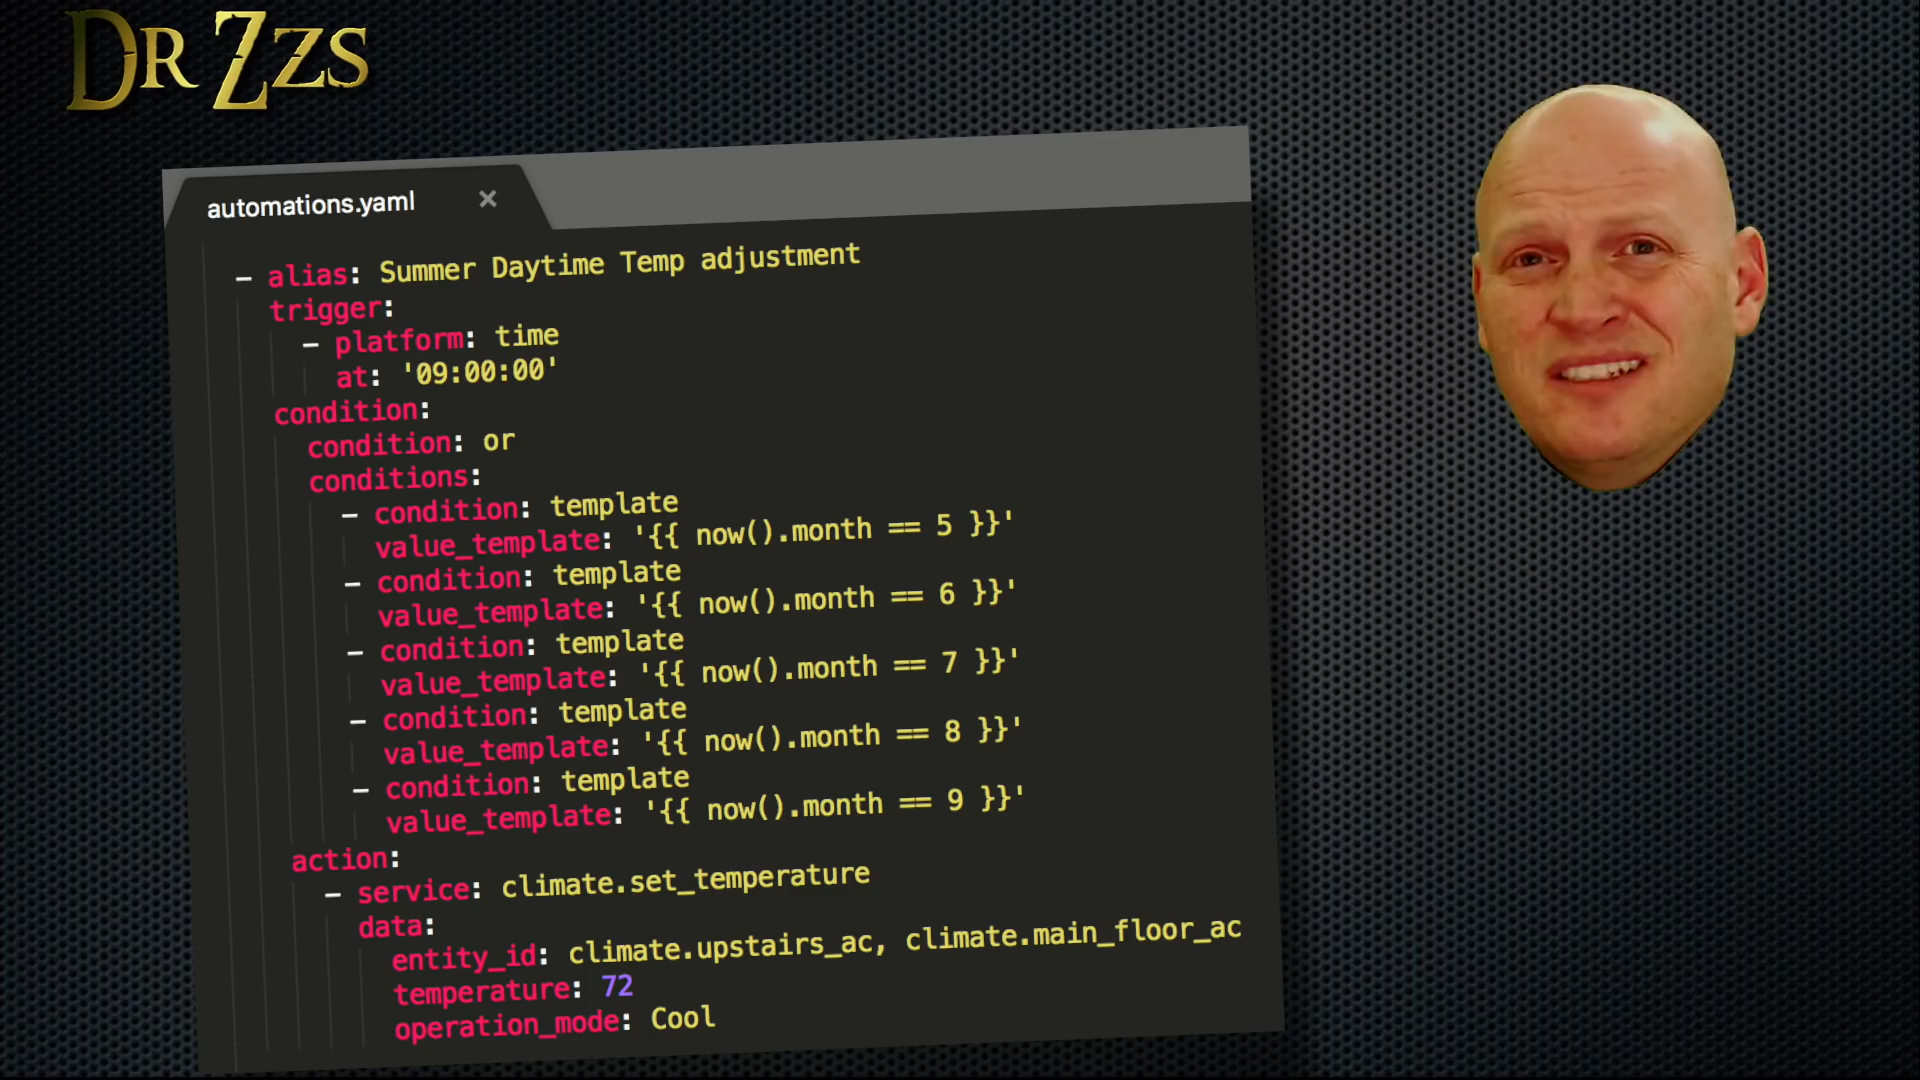 DR ZZS
automations.yaml ×
- alias: Summer Daytime Temp adjustment
trigger:
- platform: time
at: '09:00:00'
condition:
condition: or
conditions:
- condition: template
value_template: '{{ now().month == 5 }}'
- condition: template
value_template: '{{ now().month == 6 }}'
- condition: template
value_template: '{{ now().month == 7 }}'
- condition: template
value_template: '{{ now().month == 8 }}'
- condition: template
value_template: '{{ now().month == 9 }}'
action:
- service: climate.set_temperature
data:
entity_id: climate.upstairs_ac, climate.main_floor_ac
temperature: 72
operation_mode: Cool